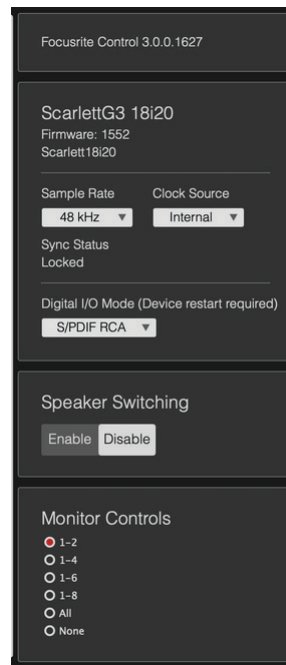 Focusrite Control 3.0.0.1627
ScarlettG3 18i20
Firmware: 1552
Scarlett18i20
Sample Rate Clock Source
48 kHz Internal
Sync Status
Locked
Digital I/O Mode (Device restart required)
S/PDIF RCA
Speaker Switching
Enable Disable
Monitor Controls
1-2
1-4
1-6
1-8
All
None